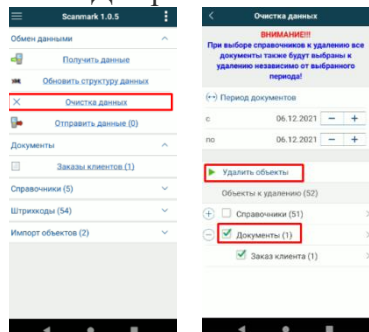 Scanmark 1.0.5
Обмен данными
Получить данные
Обновить структуру данных
Очистка данных
Отправить данные (0)
Документы
Заказы клиентов (1)
Справочники (5)
Штрихкоды (54)
Импорт объектов (2)
Очистка данных
ВНИМАНИЕ!!!
При выборе справочников к удалению все
документы также будут выбраны к
удалению независимо от выбранного
периода!
Период документов
с 06.12.2021 - +
по 06.12.2021 - +
Удалить объекты
Объекты к удалению (52)
Справочники (51)
Документы (1)
Заказ клиента (1)